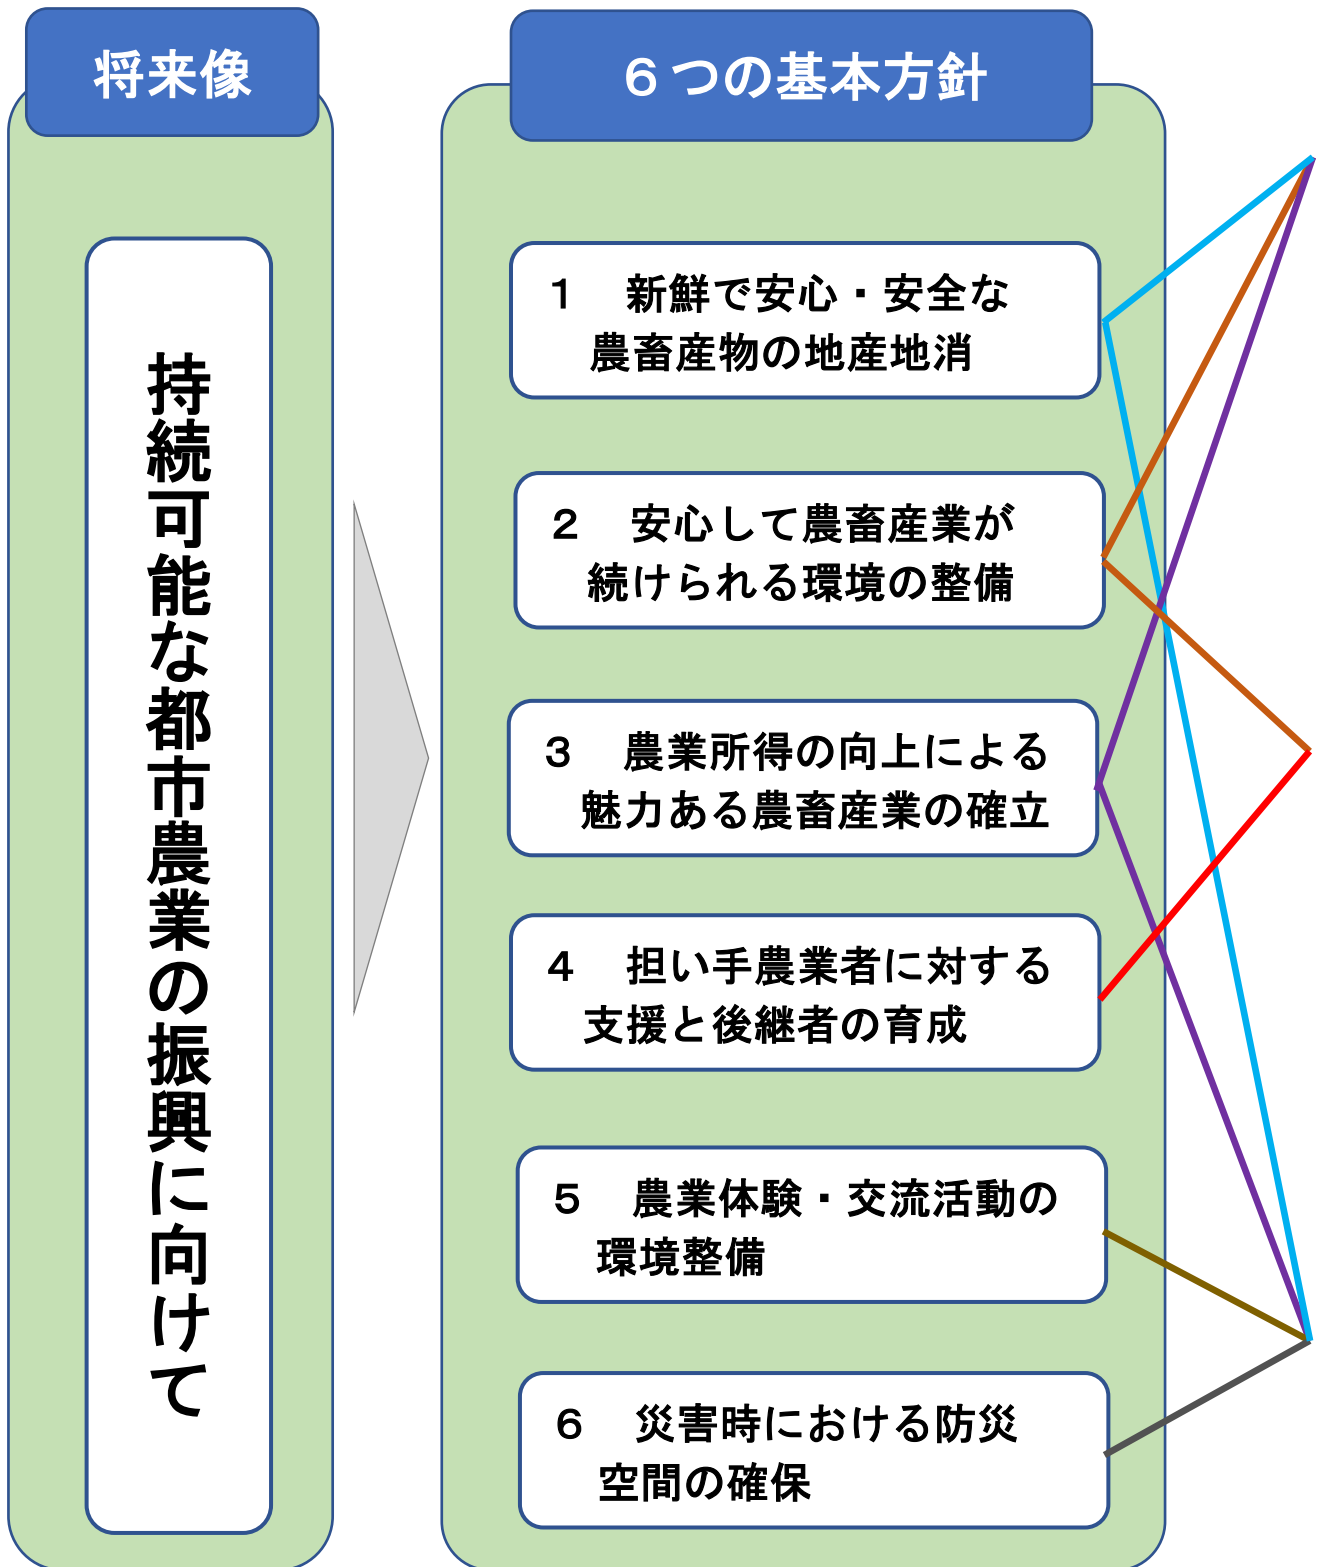 将来像
持続可能な都市農業の振興に向けて
６つの基本方針
１　新鮮で安心・安全な
農畜産物の地産地消
２　安心して農畜産業が
続けられる環境の整備
３　農業所得の向上による
魅力ある農畜産業の確立
４　担い手農業者に対する
支援と後継者の育成
５　農業体験・交流活動の
環境整備
６　災害時における防災
空間の確保